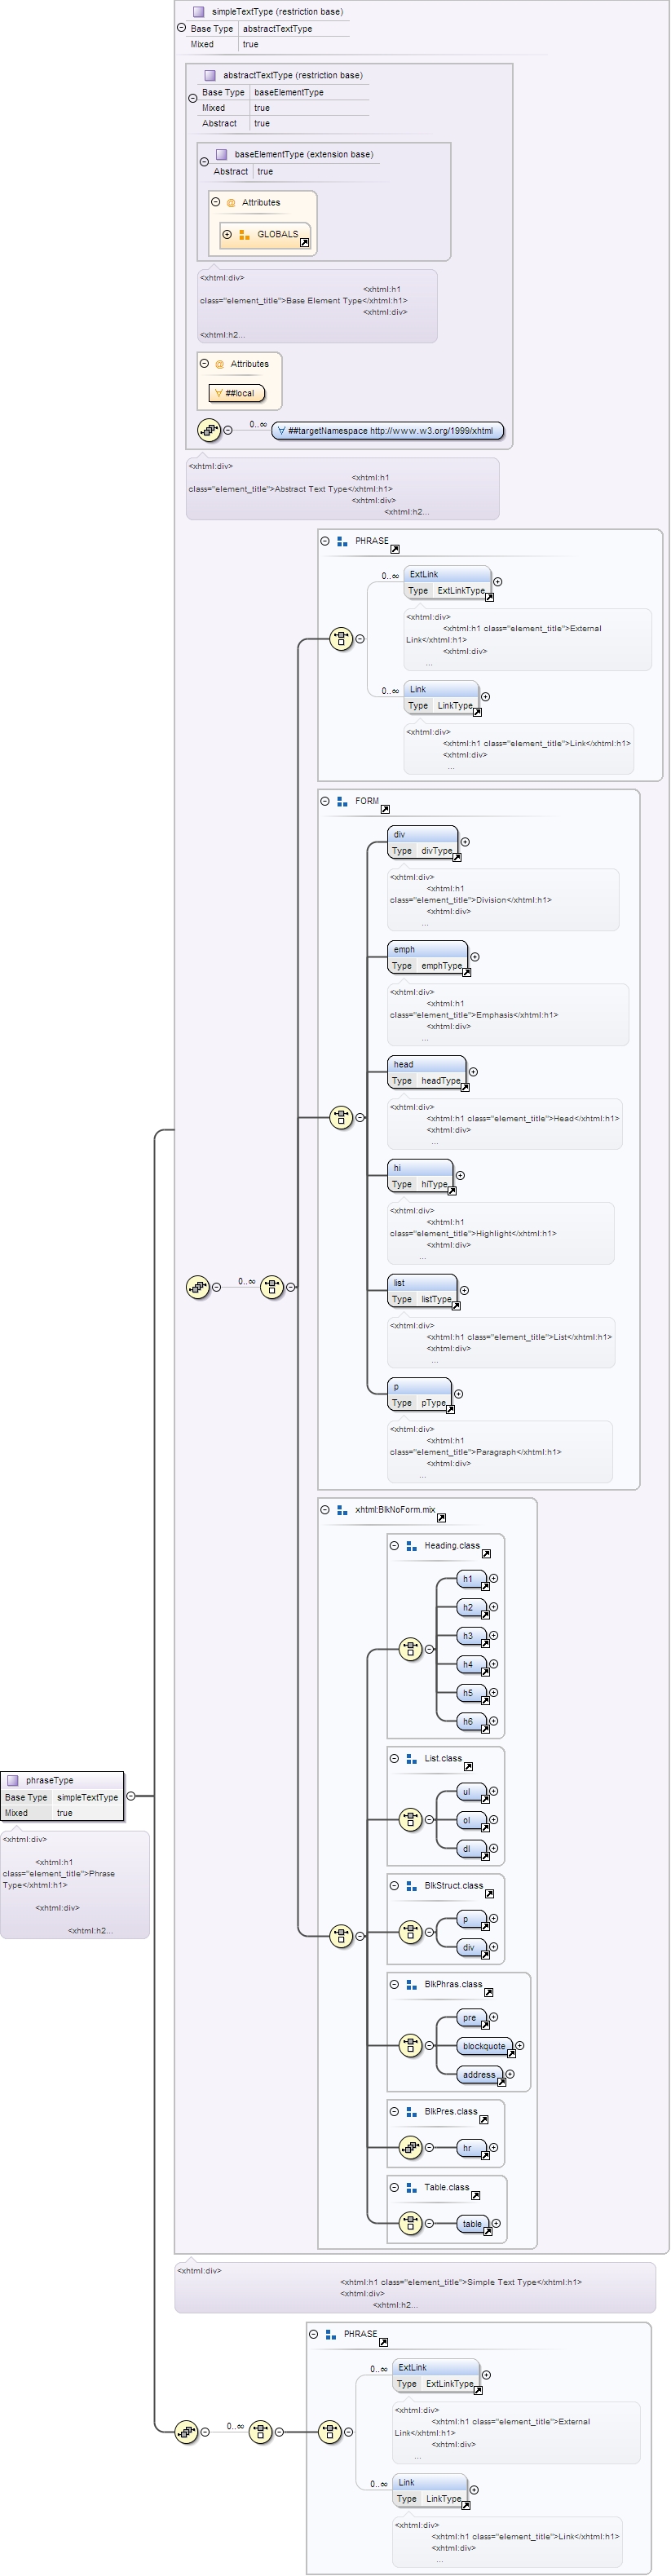 simpleTextType (restriction base)
Base Type abstractTextType
Mixed true
abstractTextType (restriction base)
Base Type baseElementType
Mixed true
Abstract true
baseElementType (extension base)
Abstract true
@ Attributes
GLOBALS
<xhtml:div>
<xhtml:h1
class="element_title">Base Element Type</xhtml:h1>
<xhtml:div>
<xhtml:h2...
@ Attributes
##local
0..∞
##targetNamespace http://www.w3.org/1999/xhtml
<xhtml:div>
<xhtml:h1
class="element_title">Abstract Text Type</xhtml:h1>
<xhtml:div>
<xhtml:h2...
PHRASE
0..∞ ExtLink
Type ExtLinkType
<xhtml:div>
<xhtml:h1 class="element_title">External
Link</xhtml:h1>
<xhtml:div>
...
0..∞ Link
Type LinkType
<xhtml:div>
<xhtml:h1 class="element_title">Link</xhtml:h1>
<xhtml:div>
...
FORM
div
Type divType
<xhtml:div>
<xhtml:h1
class="element_title">Division</xhtml:h1>
<xhtml:div>
...
emph
Type emphType
<xhtml:div>
<xhtml:h1
class="element_title">Emphasis</xhtml:h1>
<xhtml:div>
...
head
Type headType
<xhtml:div>
<xhtml:h1 class="element_title">Head</xhtml:h1>
<xhtml:div>
...
hi
Type hiType
<xhtml:div>
<xhtml:h1
class="element_title">Highlight</xhtml:h1>
<xhtml:div>
...
0..∞
list
Type listType
<xhtml:div>
<xhtml:h1 class="element_title">List</xhtml:h1>
<xhtml:div>
...
p
Type pType
<xhtml:div>
<xhtml:h1
class="element_title">Paragraph</xhtml:h1>
<xhtml:div>
...
xhtml:BlkNoForm.mix
Heading.class
h1
h2
h3
h4
h5
h6
List.class
ul
ol
dl
phraseType
Base Type simpleTextType
Mixed true
<xhtml:div>
<xhtml:h1
class="element_title">Phrase
Type</xhtml:h1>
<xhtml:div>
<xhtml:h2...
BlkStruct.class
p
div
BlkPhras.class
pre
blockquote
address
BlkPres.class
hr
Table.class
table
<xhtml:div>
<xhtml:h1 class="element_title">Simple Text Type</xhtml:h1>
<xhtml:div>
<xhtml:h2...
PHRASE
0..∞ ExtLink
Type ExtLinkType
<xhtml:div>
<xhtml:h1 class="element_title">External
Link</xhtml:h1>
<xhtml:div>
...
0..∞
0..∞ Link
Type LinkType
<xhtml:div>
<xhtml:h1 class="element_title">Link</xhtml:h1>
<xhtml:div>
...